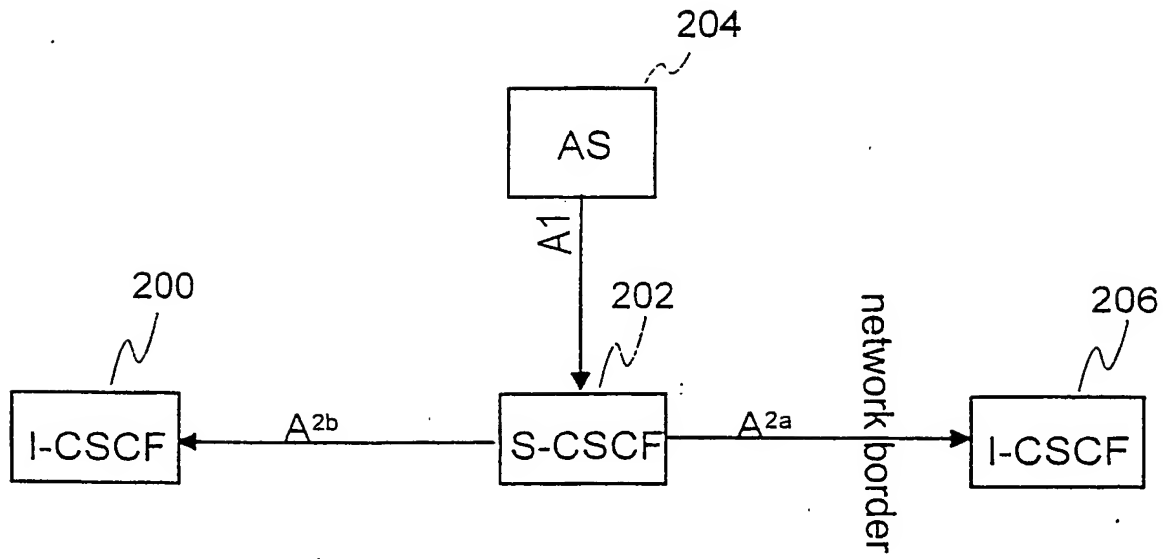 204
AS
A1
200
202
206
network border
I-CSCF
A2b
S-CSCF
A2a
I-CSCF